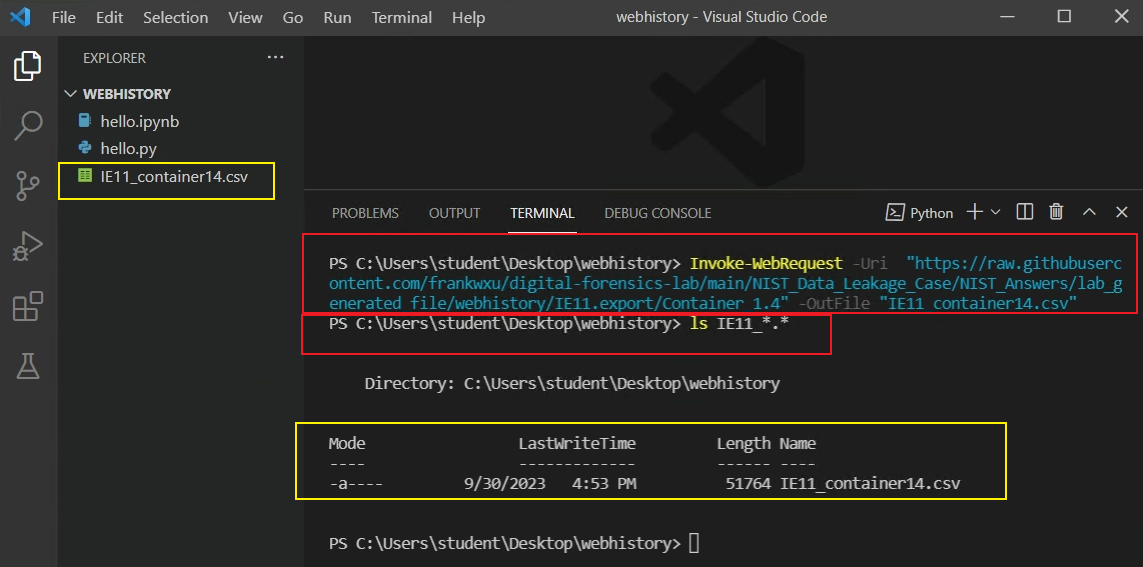 File Edit Selection View Go Run Terminal Help
webhistory - Visual Studio Code
EXPLORER
WEBHISTORY
hello.ipynb
hello.py
IE11_container14.csv
PROBLEMS OUTPUT TERMINAL DEBUG CONSOLE
Python
PS C:\Users\student\Desktop\webhistory> Invoke-WebRequest -Uri "https://raw.githubuserc
ontent.com/frankwxu/digital-forensics-lab/main/NIST_Data_Leakage_Case/NIST_Answers/lab_g
enerated_file/webhistory/IE11.export/Container_1.4" -OutFile "IE11_container14.csv"
PS C:\Users\student\Desktop\webhistory> ls IE11_*.*
Directory: C:\Users\student\Desktop\webhistory
Mode LastWriteTime Length Name
---- ------------- ------ ----
-a---- 9/30/2023 4:53 PM 51764 IE11_container14.csv
PS C:\Users\student\Desktop\webhistory>